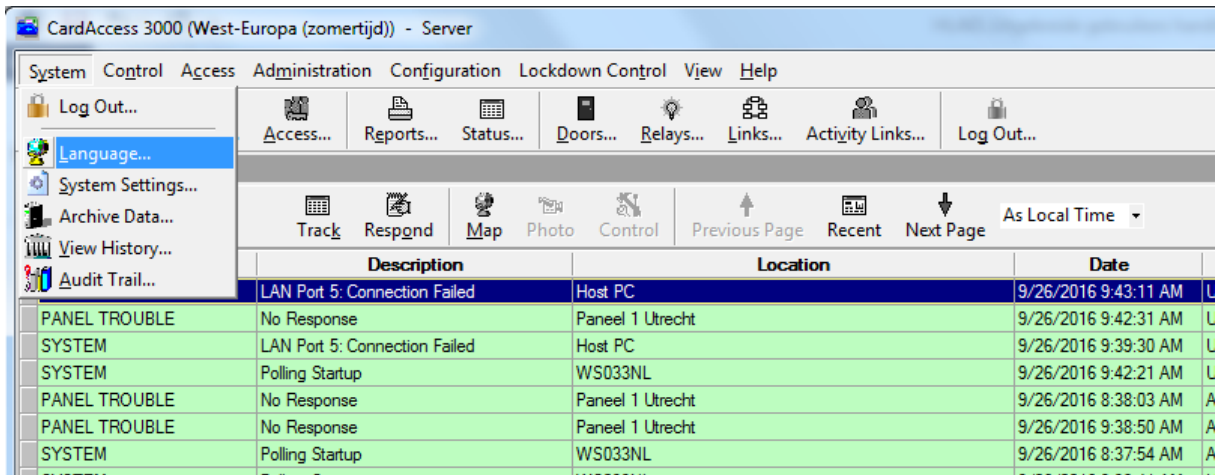 CardAccess 3000 (West-Europa (zomertijd)) - Server
System Control Access Administration Configuration Lockdown Control View Help
Log Out...
Language...
System Settings...
Archive Data...
View History...
Audit Trail...
Access... Reports... Status... Doors... Relays... Links... Activity Links... Log Out...
Track Respond Map Photo Control Previous Page Recent Next Page As Local Time
Description Location Date
LAN Port 5: Connection Failed Host PC 9/26/2016 9:43:11 AM U
PANEL TROUBLE No Response Paneel 1 Utrecht 9/26/2016 9:42:31 AM U
SYSTEM LAN Port 5: Connection Failed Host PC 9/26/2016 9:39:30 AM U
SYSTEM Polling Startup WS033NL 9/26/2016 9:42:21 AM U
PANEL TROUBLE No Response Paneel 1 Utrecht 9/26/2016 8:38:03 AM A
PANEL TROUBLE No Response Paneel 1 Utrecht 9/26/2016 8:38:50 AM A
SYSTEM Polling Startup WS033NL 9/26/2016 8:37:54 AM A